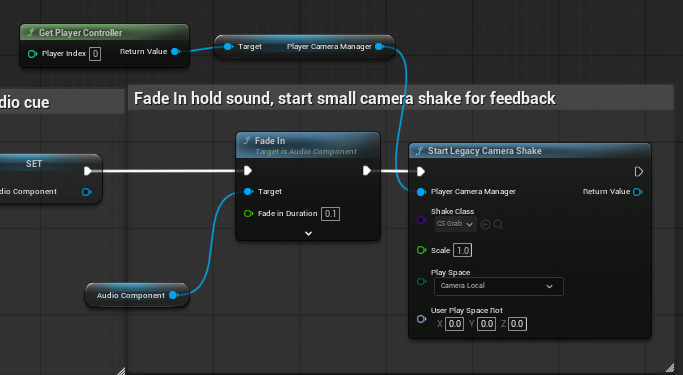 Get Player Controller
Player Index 0 Return Value
Target Player Camera Manager
dio cue
Fade In hold sound, start small camera shake for feedback
SET
dio Component
Fade In
Target is Audio Component
Target
Fade in Duration 0.1
Audio Component
Start Legacy Camera Shake
Player Camera Manager Return Value
Shake Class
CS Grab
Scale 1.0
Play Space
Camera Local
User Play Space Rot
X 0.0 Y 0.0 Z 0.0